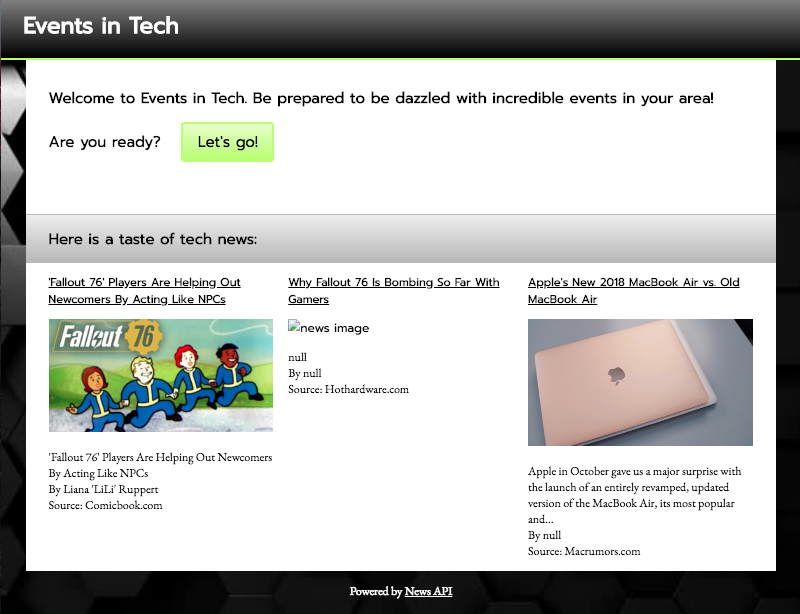 Events in Tech
Welcome to Events in Tech. Be prepared to be dazzled with incredible events in your area!
Are you ready? Let's go!
Here is a taste of tech news:
'Fallout 76' Players Are Helping Out
Newcomers By Acting Like NPCs
Fallout 76
'Fallout 76' Players Are Helping Out Newcomers
By Acting Like NPCs
By Liana 'LiLi' Ruppert
Source: Comicbook.com
Why Fallout 76 Is Bombing So Far With
Gamers
news image
null
By null
Source: Hothardware.com
Apple's New 2018 MacBook Air vs. Old
MacBook Air
Apple in October gave us a major surprise with
the launch of an entirely revamped, updated
version of the MacBook Air, its most popular
and...
By null
Source: Macrumors.com
Powered by News API